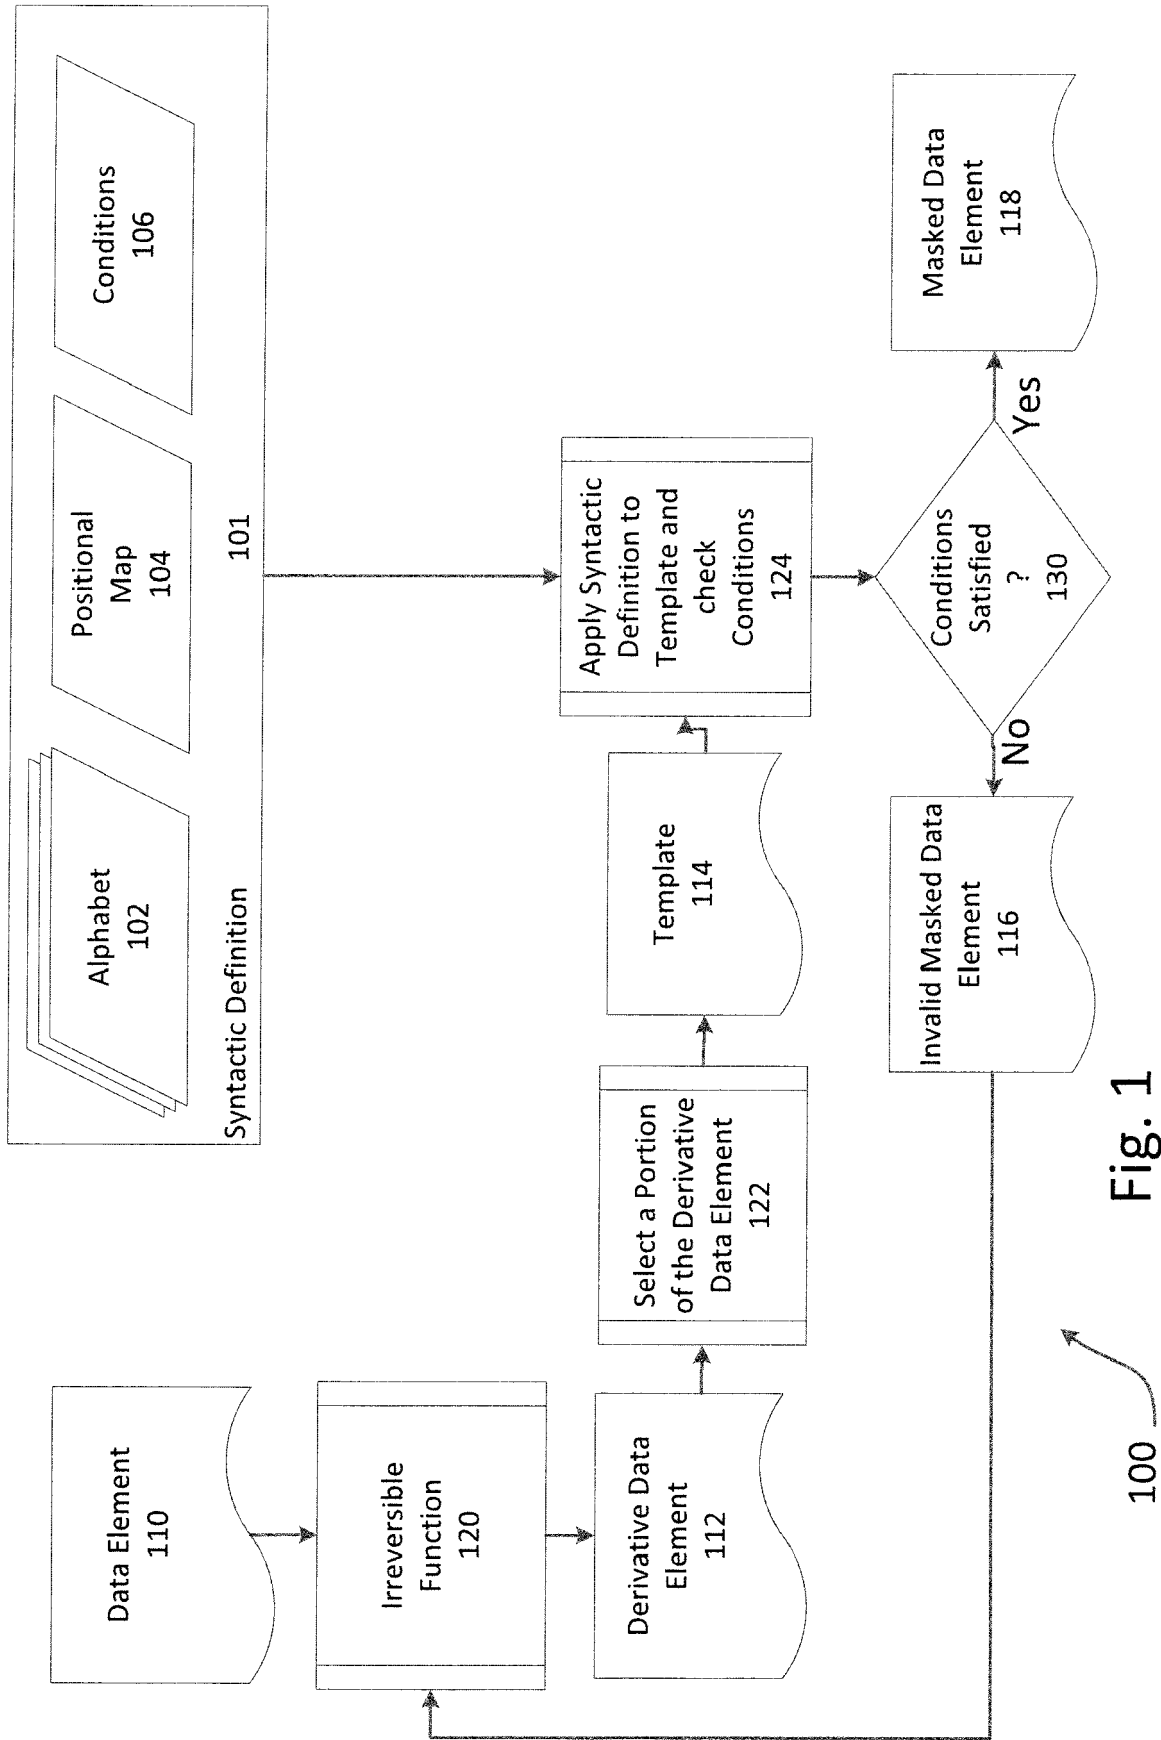 Alphabet
102
Positional
Map
104
Conditions
106
Syntactic Definition
101
Data Element
110
Irreversible
Function
120
Derivative Data
Element
112
Select a Portion
of the Derivative
Data Element
122
Template
114
Apply Syntactic
Definition to
Template and
check
Conditions
124
Conditions
Satisfied
?
130
No
Yes
Invalid Masked Data
Element
116
Masked Data
Element
118
100
Fig. 1